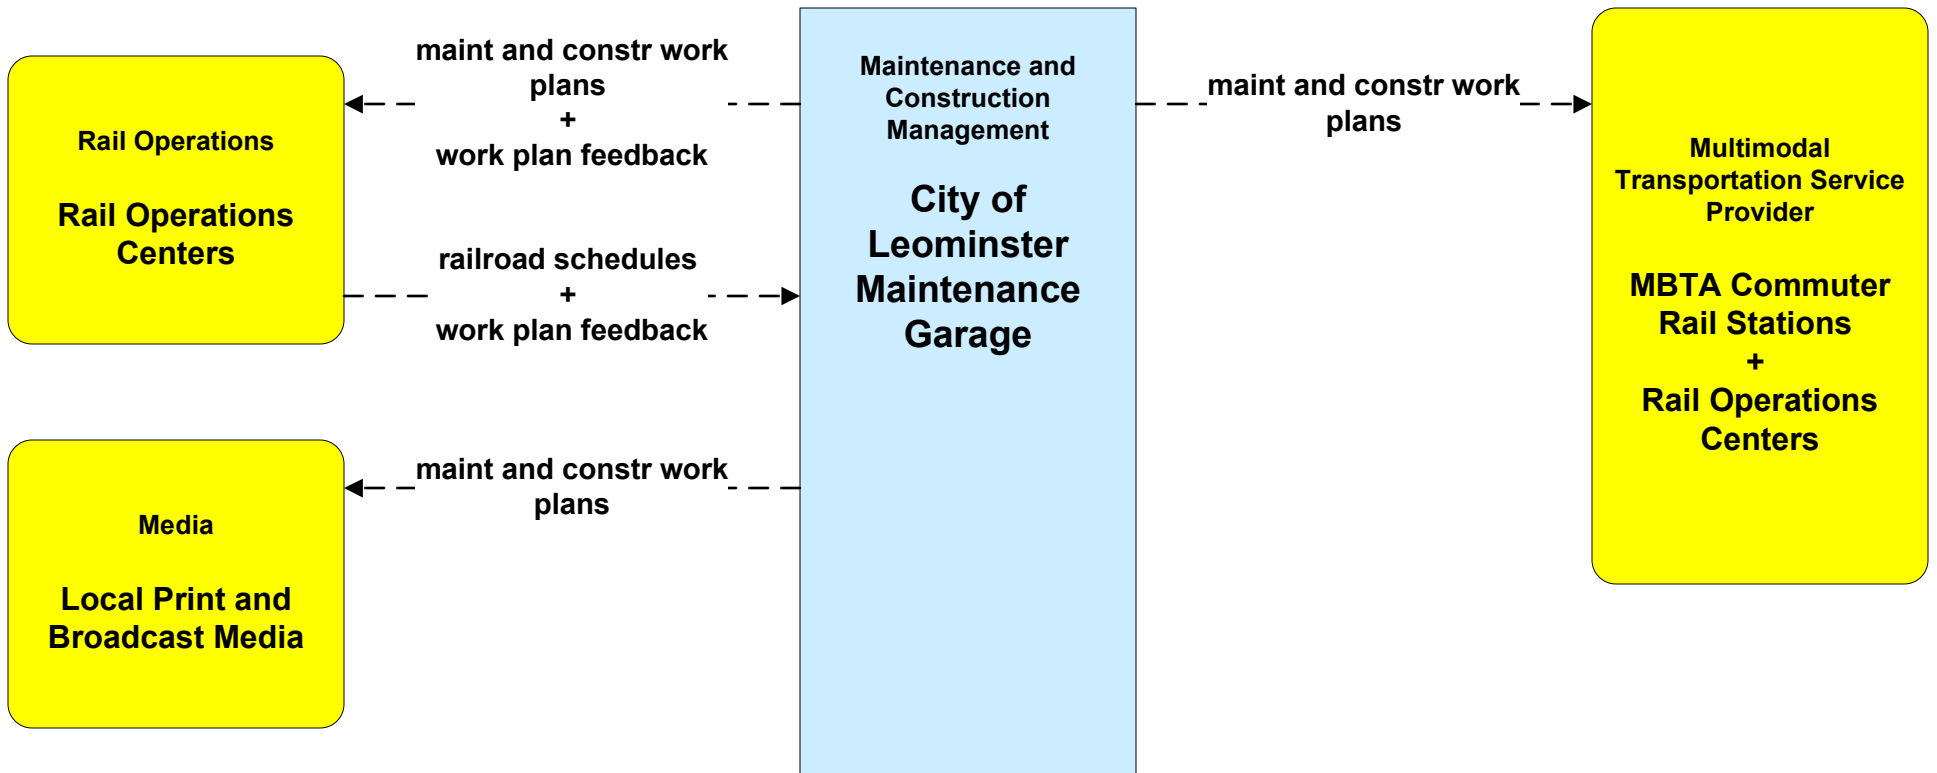 Rail Operations
Rail Operations
Centers
maint and constr work
plans
+
work plan feedback
railroad schedules
+
work plan feedback
Media
Local Print and
Broadcast Media
maint and constr work
plans
Maintenance and
Construction
Management
City of
Leominster
Maintenance
Garage
maint and constr work
plans
Multimodal
Transportation Service
Provider
MBTA Commuter
Rail Stations
+
Rail Operations
Centers